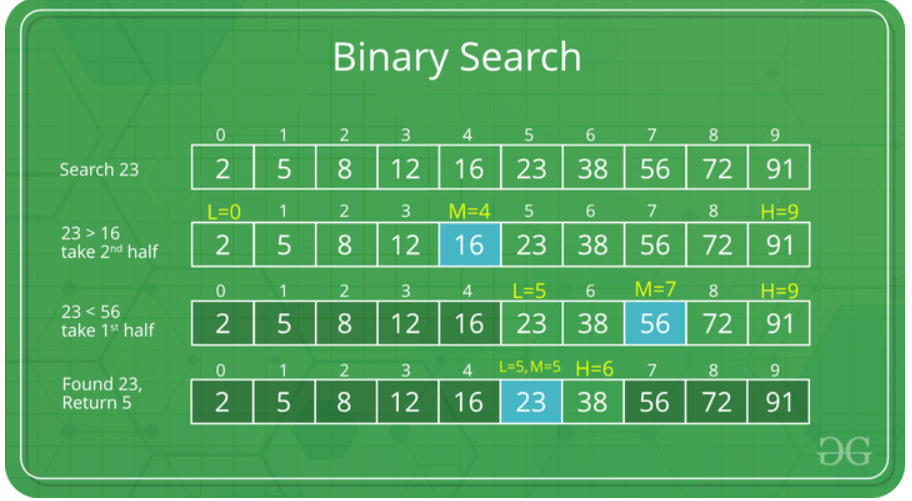 Binary Search
0 1 2 3 4 5 6 7 8 9
Search 23 2 5 8 12 16 23 38 56 72 91
L=0 1 2 3 M=4 5 6 7 8 H=9
23 > 16
take 2nd half 2 5 8 12 16 23 38 56 72 91
0 1 2 3 4 L=5 6 M=7 8 H=9
23 < 56
take 1st half 2 5 8 12 16 23 38 56 72 91
0 1 2 3 4 L=5, M=5 H=6 7 8 9
Found 23,
Return 5 2 5 8 12 16 23 38 56 72 91